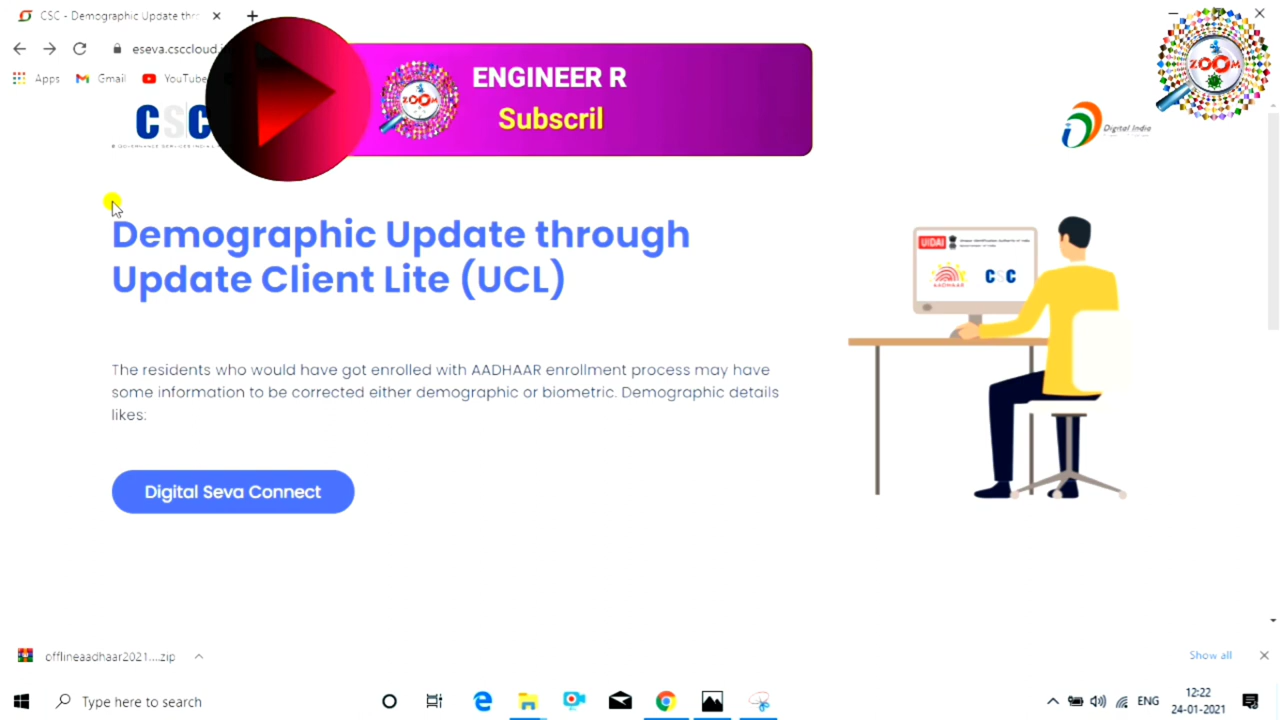 CSC - Demographic Update thr
eseva.csccloud.i
Apps
Gmail
YouTube
ENGINEER R
Subscril
ZOOM
ZOOM
CSC
Digital India
Demographic Update through
Update Client Lite (UCL)
UIDAI
AADHAAR
CSC
The residents who would have got enrolled with AADHAAR enrollment process may have
some information to be corrected either demographic or biometric. Demographic details
likes:
Digital Seva Connect
offlineaadhaar2021....zip
Show all
Type here to search
ENG
12:22
24-01-2021